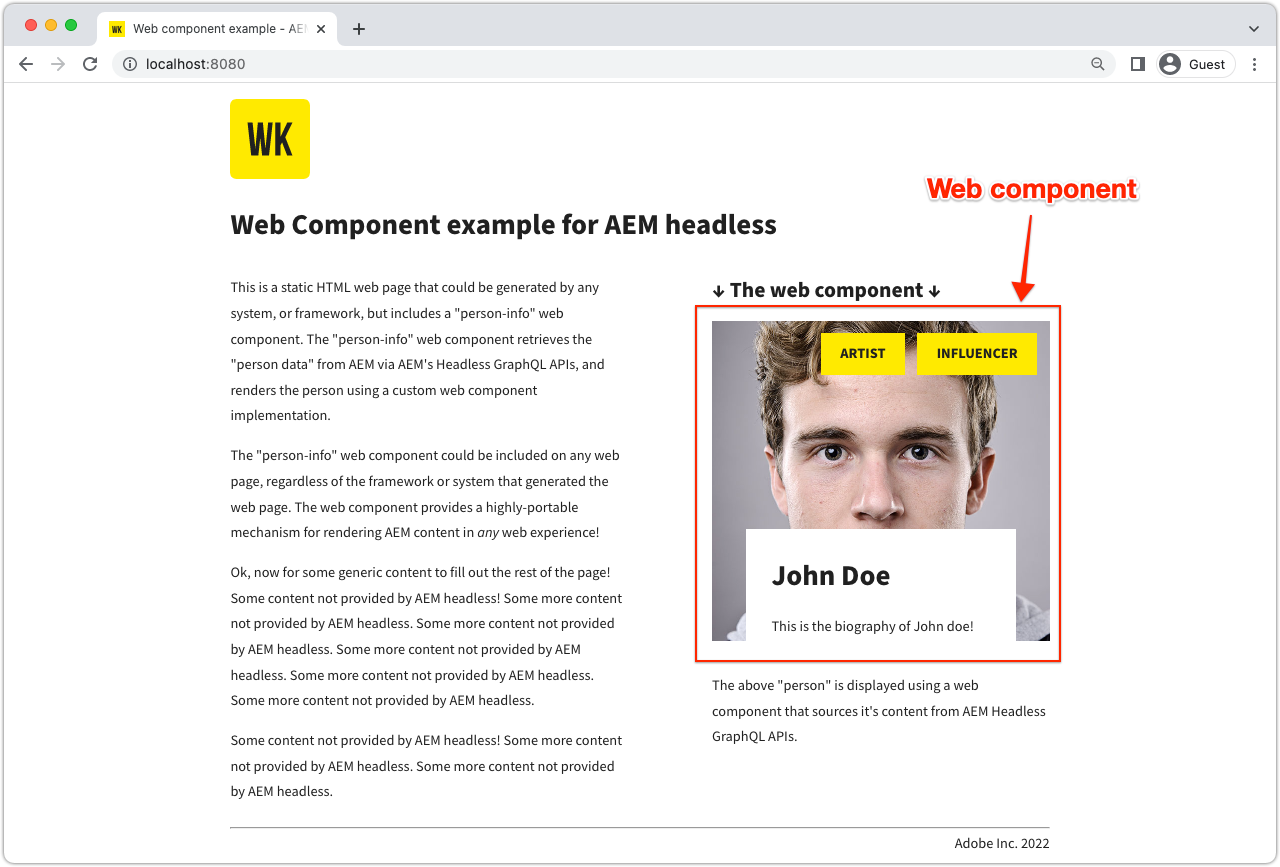 WK Web component example - AE
localhost:8080
Guest
WK
Web component
Web Component example for AEM headless
This is a static HTML web page that could be generated by any
system, or framework, but includes a "person-info" web
component. The "person-info" web component retrieves the
"person data" from AEM via AEM's Headless GraphQL APIs, and
renders the person using a custom web component
implementation.
The "person-info" web component could be included on any web
page, regardless of the framework or system that generated the
web page. The web component provides a highly-portable
mechanism for rendering AEM content in any web experience!
Ok, now for some generic content to fill out the rest of the page!
Some content not provided by AEM headless! Some more content
not provided by AEM headless. Some more content not provided
by AEM headless. Some more content not provided by AEM
headless. Some more content not provided by AEM headless.
Some more content not provided by AEM headless.
Some content not provided by AEM headless! Some more content
not provided by AEM headless. Some more content not provided
by AEM headless.
↓ The web component ↓
ARTIST INFLUENCER
John Doe
This is the biography of John doe!
The above "person" is displayed using a web
component that sources it's content from AEM Headless
GraphQL APIs.
Adobe Inc. 2022